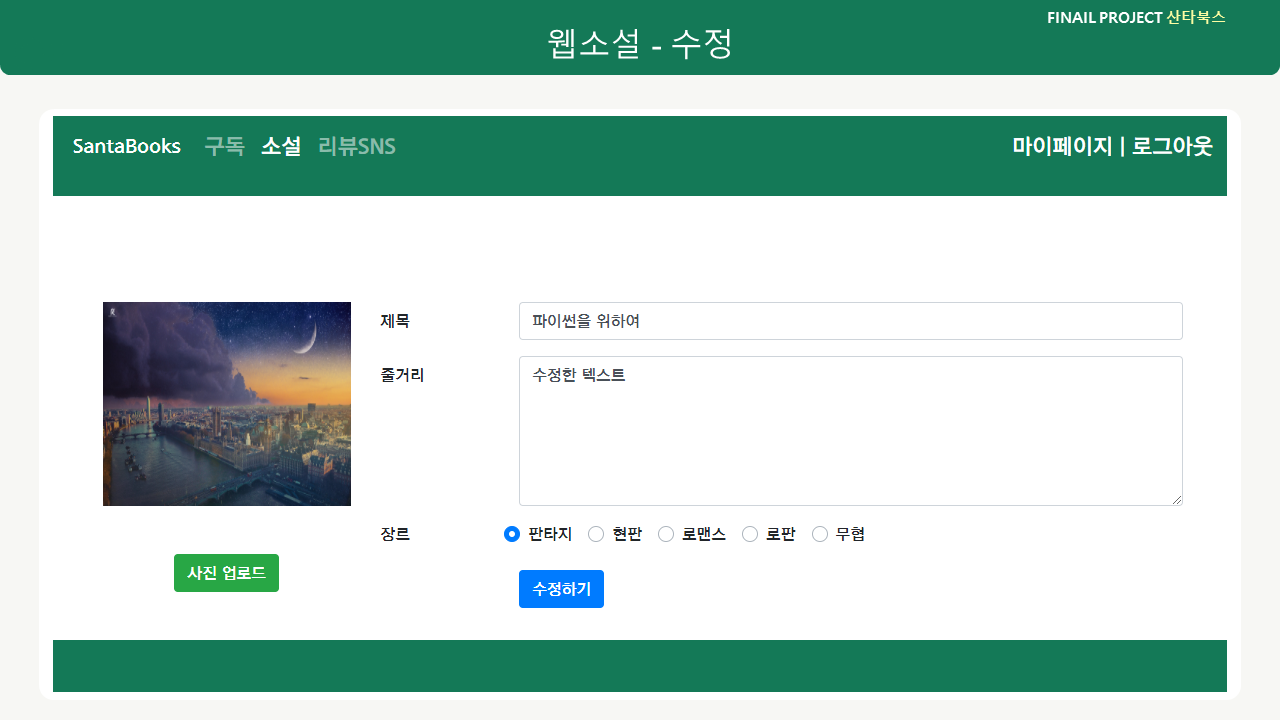 FINAIL PROJECT 산타북스
웹소설 - 수정
SantaBooks 구독 소설 리뷰SNS 마이페이지 | 로그아웃
제목 파이썬을 위하여
줄거리 수정한 텍스트
장르 판타지 현판 로맨스 로판 무협
사진 업로드
수정하기